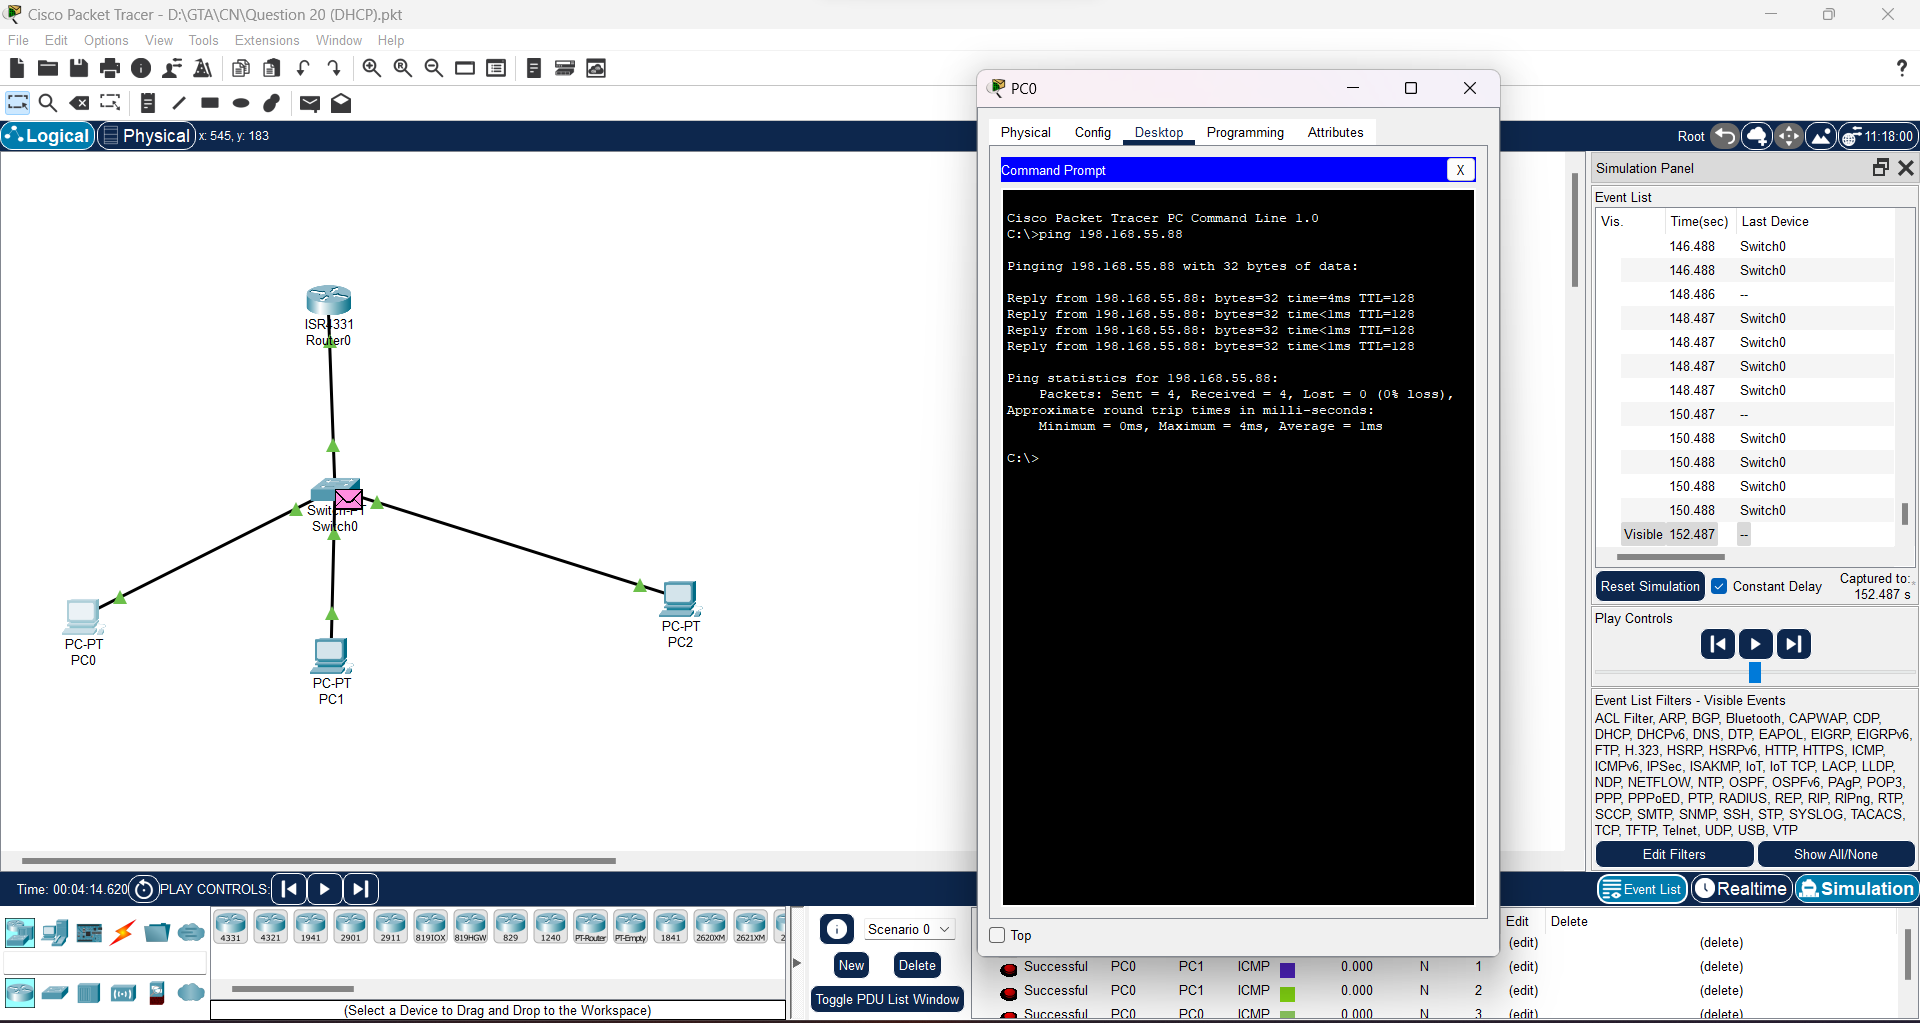 Cisco Packet Tracer - D:\GTA\CN\Question 20 (DHCP).pkt
File Edit Options View Tools Extensions Window Help
?
Logical Physical x: 545, y: 183
Root 11:18:00
ISR4331
Router0
Switch-PT
Switch0
PC-PT
PC0
PC-PT
PC1
PC-PT
PC2
PC0
Physical Config Desktop Programming Attributes
Command Prompt X
Cisco Packet Tracer PC Command Line 1.0
C:\>ping 198.168.55.88
Pinging 198.168.55.88 with 32 bytes of data:
Reply from 198.168.55.88: bytes=32 time=4ms TTL=128
Reply from 198.168.55.88: bytes=32 time<1ms TTL=128
Reply from 198.168.55.88: bytes=32 time<1ms TTL=128
Reply from 198.168.55.88: bytes=32 time<1ms TTL=128
Ping statistics for 198.168.55.88:
Packets: Sent = 4, Received = 4, Lost = 0 (0% loss),
Approximate round trip times in milli-seconds:
Minimum = 0ms, Maximum = 4ms, Average = 1ms
C:\>
Top
Simulation Panel
Event List
Vis. Time(sec) Last Device
146.488 Switch0
146.488 Switch0
148.486 --
148.487 Switch0
148.487 Switch0
148.487 Switch0
148.487 Switch0
150.487 --
150.488 Switch0
150.488 Switch0
150.488 Switch0
150.488 Switch0
Visible 152.487 --
Reset Simulation Constant Delay Captured to:
152.487 s
Play Controls
Event List Filters - Visible Events
ACL Filter, ARP, BGP, Bluetooth, CAPWAP, CDP,
DHCP, DHCPv6, DNS, DTP, EAPOL, EIGRP, EIGRPv6,
FTP, H.323, HSRP, HSRPv6, HTTP, HTTPS, ICMP,
ICMPv6, IPSec, ISAKMP, IoT, IoT TCP, LACP, LLDP,
NDP, NETFLOW, NTP, OSPF, OSPFv6, PAgP, POP3,
PPP, PPPoED, PTP, RADIUS, REP, RIP, RIPng, RTP,
SCCP, SMTP, SNMP, SSH, STP, SYSLOG, TACACS,
TCP, TFTP, Telnet, UDP, USB, VTP
Edit Filters Show All/None
Time: 00:04:14.620 PLAY CONTROLS:
Event List Realtime Simulation
4331 4321 1941 2901 2911 819IOX 819HGW 829 1240 PT-Router PT-Empty 1841 2620XM 2621XM 2
(Select a Device to Drag and Drop to the Workspace)
Scenario 0
New Delete
Toggle PDU List Window
Edit Delete
(edit) (delete)
Successful PC0 PC1 ICMP 0.000 N 1 (edit) (delete)
Successful PC0 PC1 ICMP 0.000 N 2 (edit) (delete)
Successful PC0 PC0 ICMP 0.000 N 3 (edit) (delete)